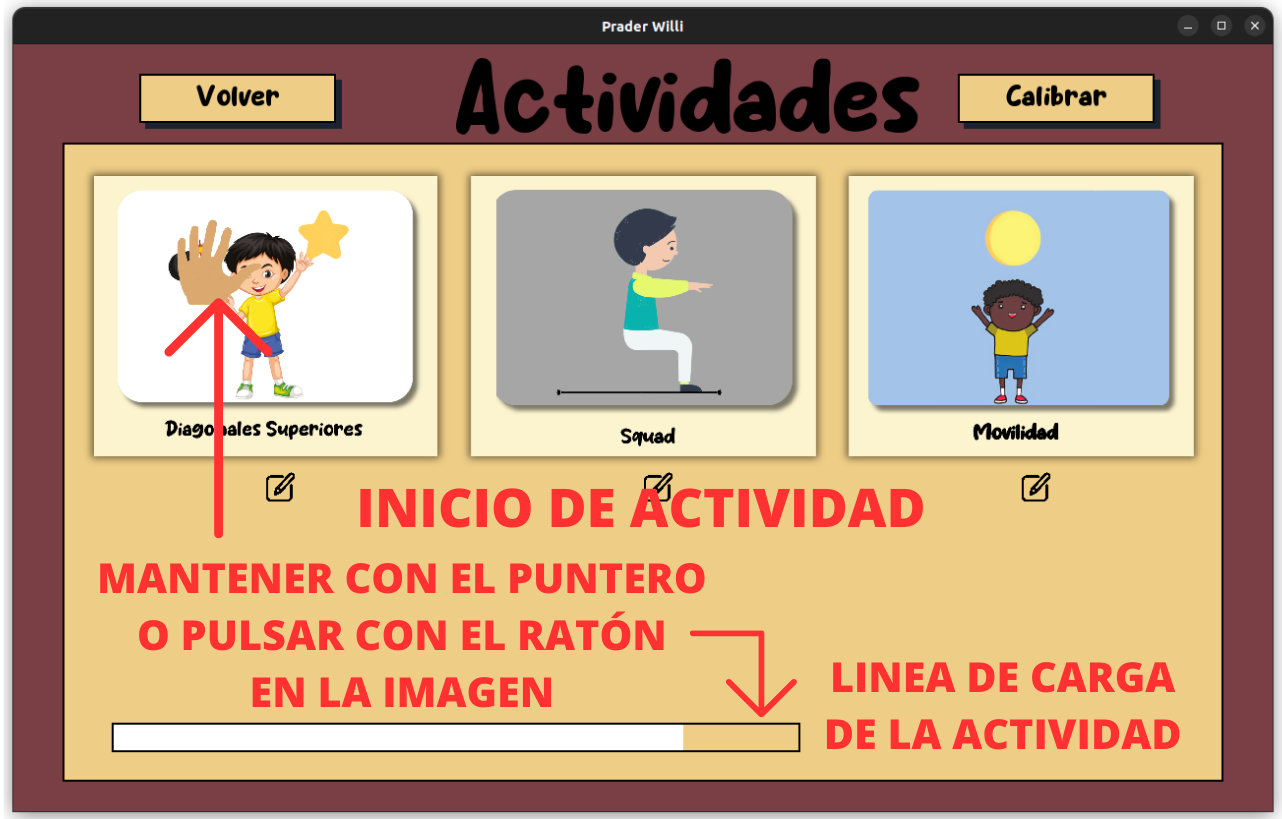 Prader Willi
Volver
Actividades
Calibrar
Diagonales Superiores
Squad
Movilidad
INICIO DE ACTIVIDAD
MANTENER CON EL PUNTERO
O PULSAR CON EL RATÓN
EN LA IMAGEN
LINEA DE CARGA
DE LA ACTIVIDAD